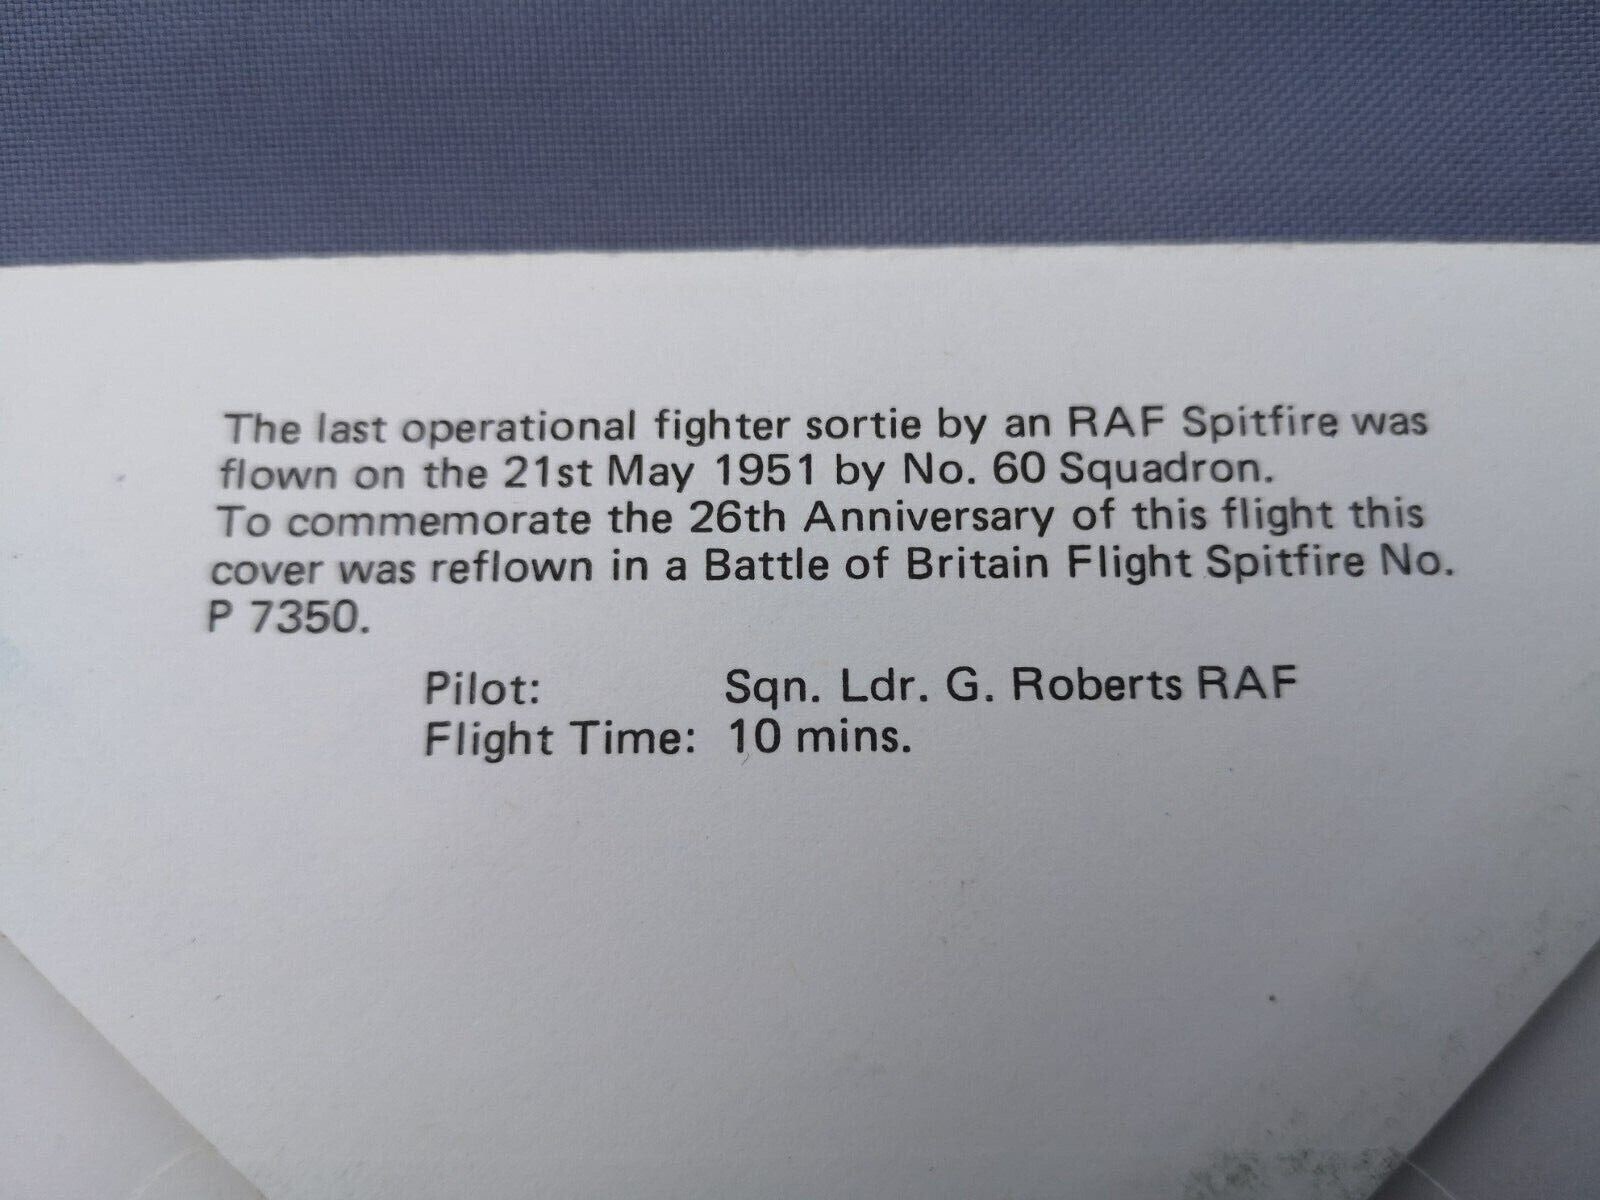 The last operational fighter sortie by an RAF Spitfire was
flown on the 21st May 1951 by No. 60 Squadron.
To commemorate the 26th Anniversary of this flight this
cover was reflown in a Battle of Britain Flight Spitfire No.
P 7350.
Pilot: Sqn. Ldr. G. Roberts RAF
Flight Time: 10 mins.